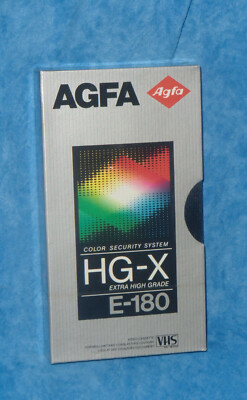 AGFA
Agfa
COLOR SECURITY SYSTEM
HG-X
EXTRA HIGH GRADE
E-180
VHS